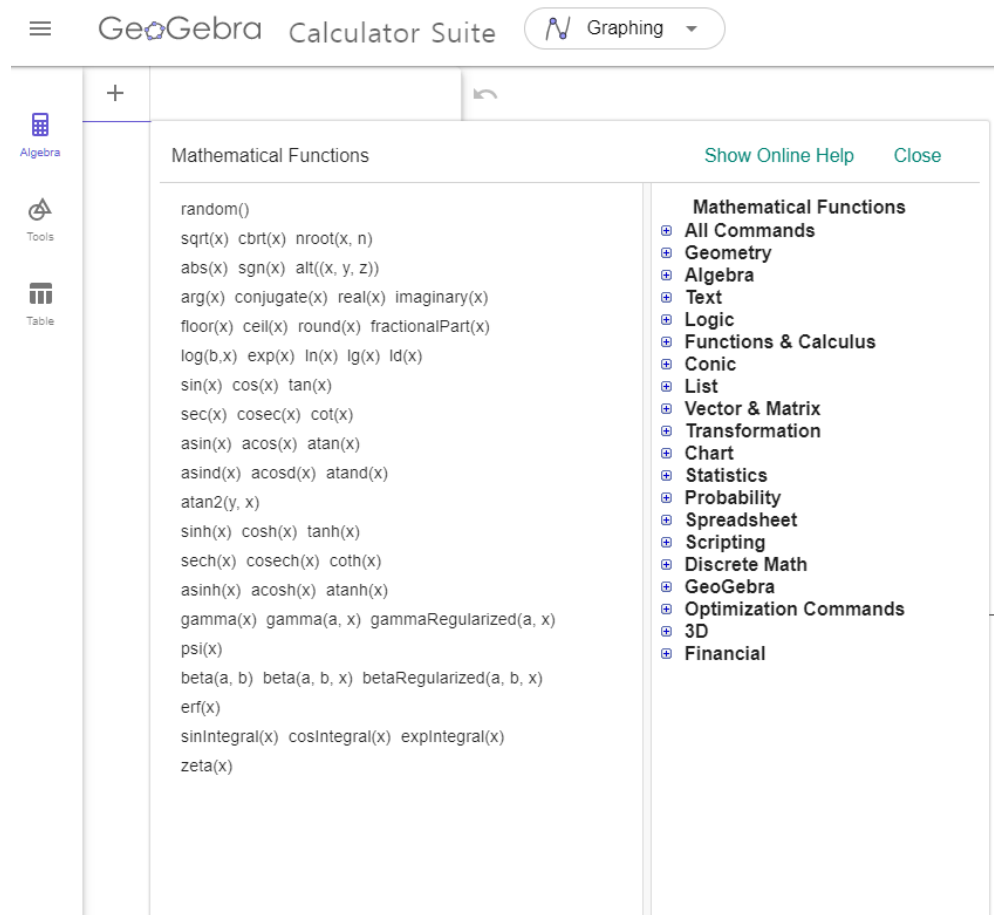 GeoGebra Calculator Suite Graphing
Algebra
Tools
Table
Mathematical Functions Show Online Help Close
random()
sqrt(x) cbrt(x) nroot(x, n)
abs(x) sgn(x) alt((x, y, z))
arg(x) conjugate(x) real(x) imaginary(x)
floor(x) ceil(x) round(x) fractionalPart(x)
log(b,x) exp(x) ln(x) lg(x) ld(x)
sin(x) cos(x) tan(x)
sec(x) cosec(x) cot(x)
asin(x) acos(x) atan(x)
asind(x) acosd(x) atand(x)
atan2(y, x)
sinh(x) cosh(x) tanh(x)
sech(x) cosech(x) coth(x)
asinh(x) acosh(x) atanh(x)
gamma(x) gamma(a, x) gammaRegularized(a, x)
psi(x)
beta(a, b) beta(a, b, x) betaRegularized(a, b, x)
erf(x)
sinIntegral(x) cosIntegral(x) expIntegral(x)
zeta(x)
Mathematical Functions
All Commands
Geometry
Algebra
Text
Logic
Functions & Calculus
Conic
List
Vector & Matrix
Transformation
Chart
Statistics
Probability
Spreadsheet
Scripting
Discrete Math
GeoGebra
Optimization Commands
3D
Financial